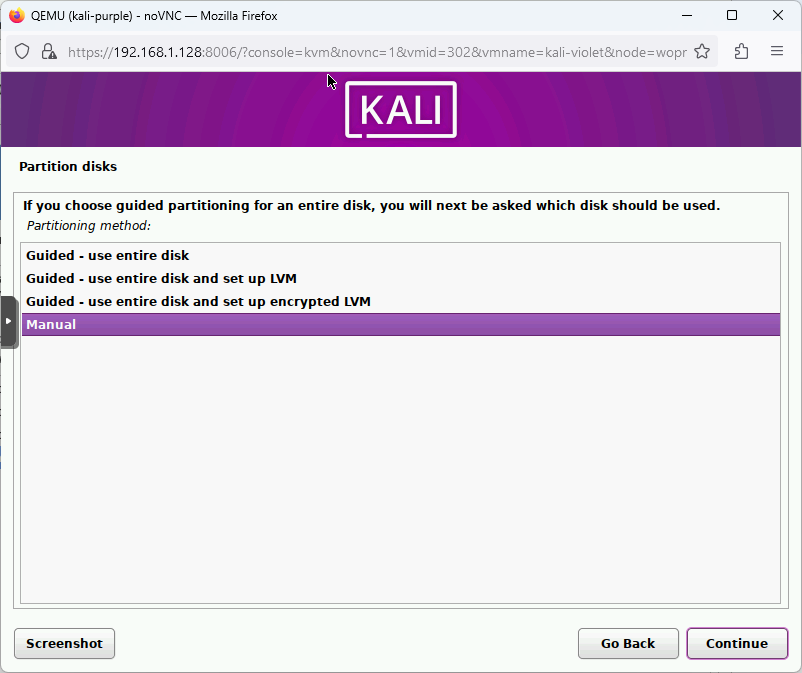 QEMU (kali-purple) - noVNC — Mozilla Firefox
https://192.168.1.128:8006/?console=kvm&novnc=1&vmid=302&vmname=kali-violet&node=wopr
KALI
Partition disks
If you choose guided partitioning for an entire disk, you will next be asked which disk should be used.
Partitioning method:
Guided - use entire disk
Guided - use entire disk and set up LVM
Guided - use entire disk and set up encrypted LVM
Manual
Screenshot
Go Back
Continue